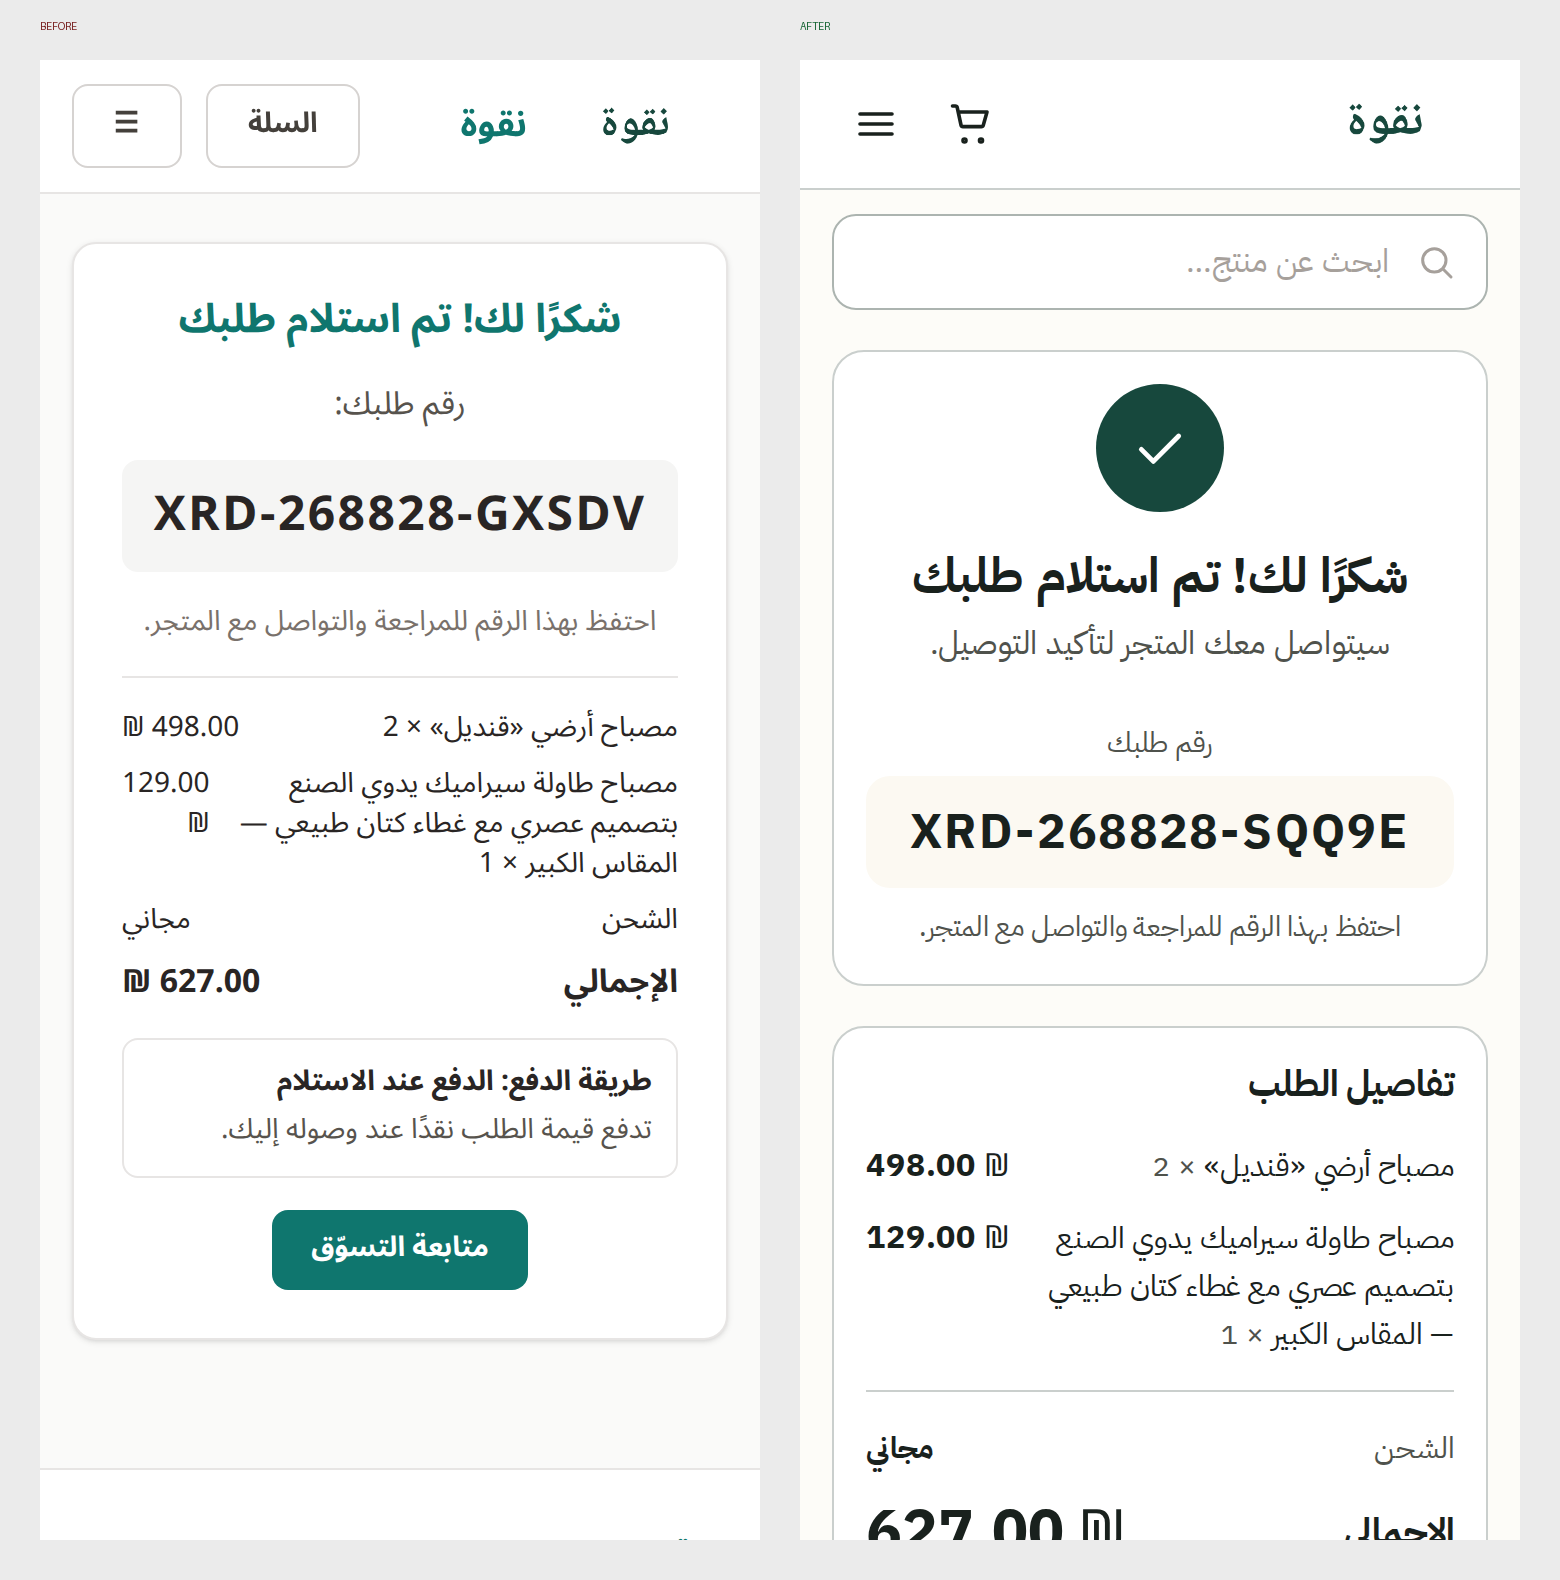 BEFORE
نقوة
نقوة
السلة
شكرًا لك! تم استلام طلبك
رقم طلبك:
XRD-268828-GXSDV
احتفظ بهذا الرقم للمراجعة والتواصل مع المتجر.
مصباح أرضي «قنديل» × 2
498.00 ₪
مصباح طاولة سيراميك يدوي الصنع
بتصميم عصري مع غطاء كتان طبيعي —
المقاس الكبير × 1
129.00
₪
الشحن
مجاني
الإجمالي
627.00 ₪
طريقة الدفع: الدفع عند الاستلام
تدفع قيمة الطلب نقدًا عند وصوله إليك.
متابعة التسوّق
AFTER
نقوة
ابحث عن منتج...
شكرًا لك! تم استلام طلبك
سيتواصل معك المتجر لتأكيد التوصيل.
رقم طلبك
XRD-268828-SQQ9E
احتفظ بهذا الرقم للمراجعة والتواصل مع المتجر.
تفاصيل الطلب
مصباح أرضي «قنديل» × 2
498.00 ₪
مصباح طاولة سيراميك يدوي الصنع
بتصميم عصري مع غطاء كتان طبيعي
— المقاس الكبير × 1
129.00 ₪
الشحن
مجاني
الإجمالي
627.00 ₪